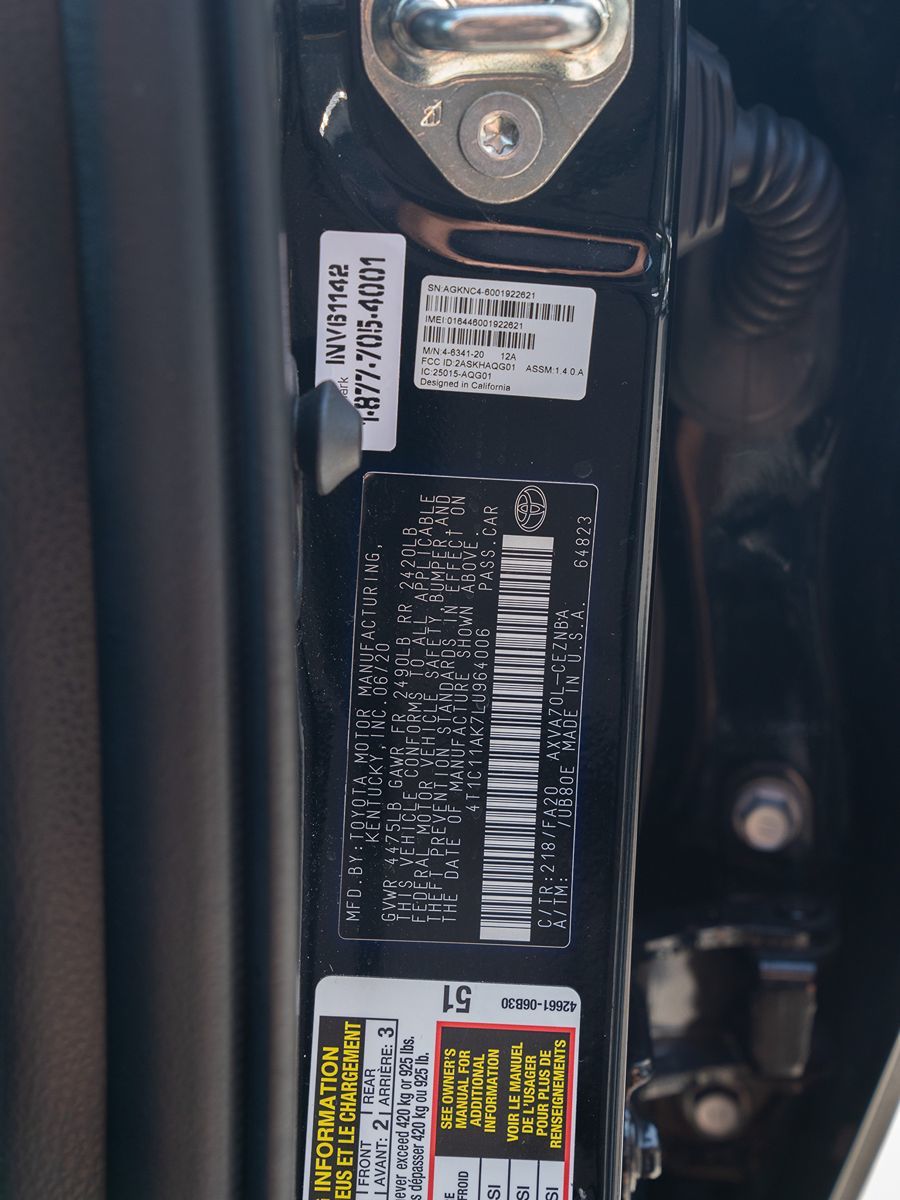 ark
INV61142
1-877-705-4001
SN:AGKNC4-6001922621
IMEI:016446001922621
M/N:4-6341-20 12A
FCC ID:2ASKHAQG01 ASSM:1.4.0.A
IC:25015-AQG01
Designed in California
MFD BY:TOYOTA MOTOR MANUFACTURING,
KENTUCKY, INC. 06/20
GVWR 4475LB GAWR FR 2490LB RR 2420LB
THIS VEHICLE CONFORMS TO ALL APPLICABLE
FEDERAL MOTOR VEHICLE SAFETY,BUMPER,AND
THEFT PREVENTION STANDARDS IN EFFECT ON
THE DATE OF MANUFACTURE SHOWN ABOVE.
4T1C11AK7LU964006 PASS.CAR
C/TR:218/FA20 AXVA70L-CEZNBA
A/TM: /UB80E MADE IN U.S.A. 64823
51
42661-06B30
INFORMATION
EUS ET LE CHARGEMENT
FRONT REAR
AVANT: 2 ARRIÈRE: 3
never exceed 420 kg or 925 lbs.
s dépasser 420 kg ou 925 lb.
SEE OWNER'S
MANUAL FOR
ADDITIONAL
INFORMATION
VOIR LE MANUEL
DE L'USAGER
POUR PLUS DE
RENSEIGNEMENTS
E
SI
SI
SI